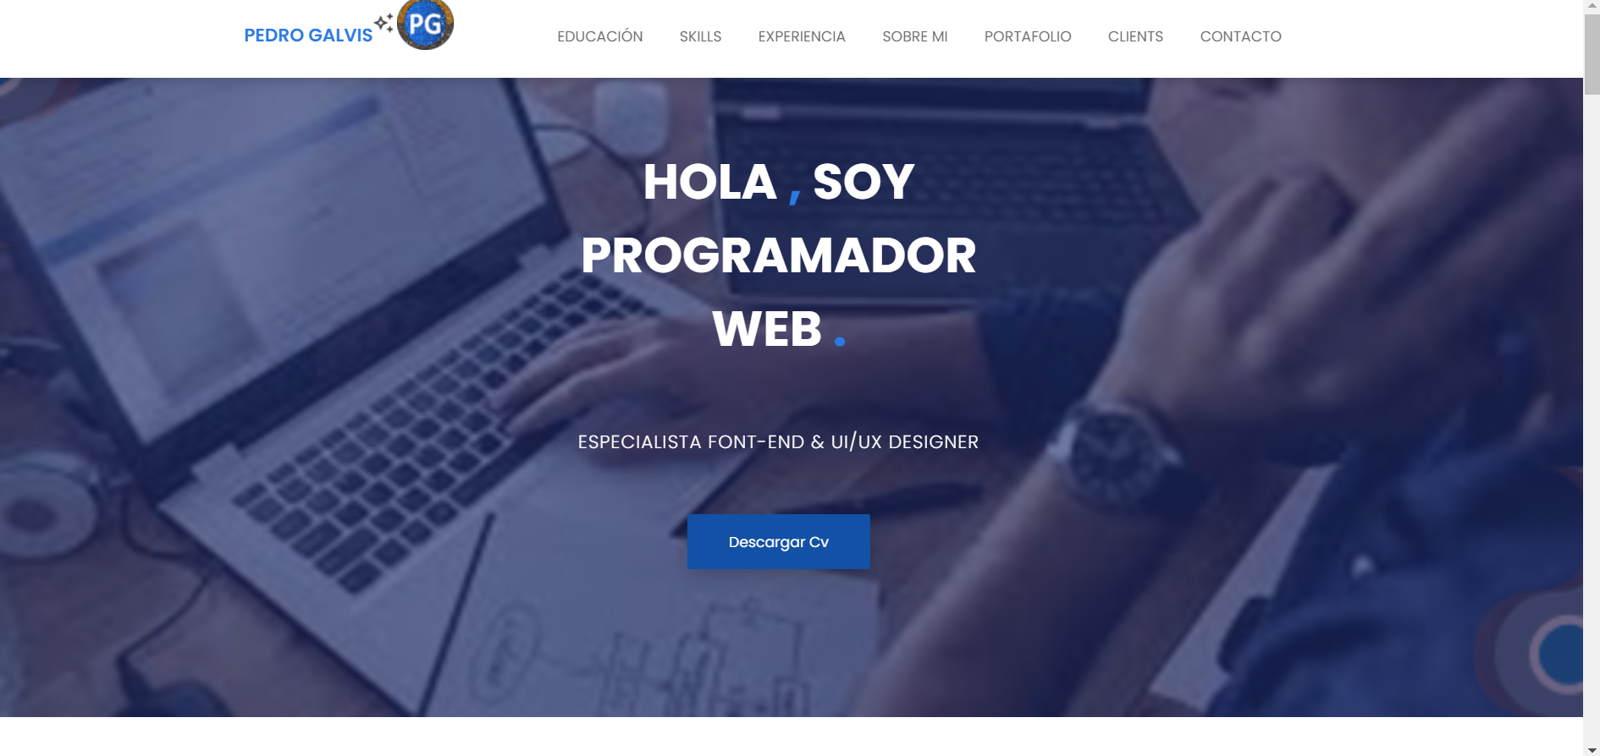 PEDRO GALVIS PG EDUCACIÓN SKILLS EXPERIENCIA SOBRE MI PORTAFOLIO CLIENTS CONTACTO
HOLA , SOY
PROGRAMADOR
WEB .
ESPECIALISTA FONT-END & UI/UX DESIGNER
Descargar Cv